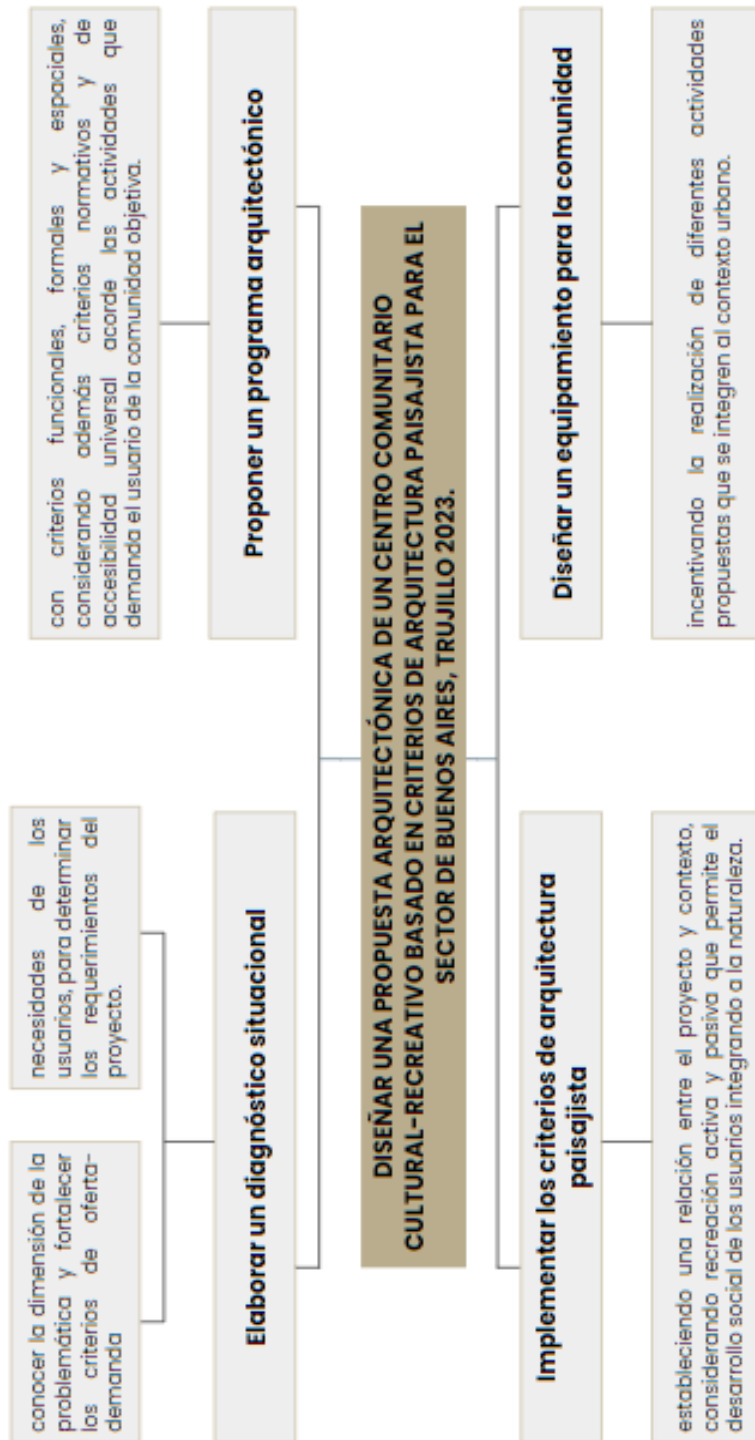 conocer la dimensión de la
problemática y fortalecer
los criterios de oferta-
demanda
necesidades de los
usuarios, para determinar
los requerimientos del
proyecto.
con criterios funcionales, formales y espaciales,
considerando además criterios normativos y de
accesibilidad universal acorde las actividades que
demanda el usuario de la comunidad objetiva.
Elaborar un diagnóstico situacional
Proponer un programa arquitectónico
DISEÑAR UNA PROPUESTA ARQUITECTÓNICA DE UN CENTRO COMUNITARIO
CULTURAL-RECREATIVO BASADO EN CRITERIOS DE ARQUITECTURA PAISAJISTA PARA EL
SECTOR DE BUENOS AIRES, TRUJILLO 2023.
Implementar los criterios de arquitectura
paisajista
Diseñar un equipamiento para la comunidad
estableciendo una relación entre el proyecto y contexto,
considerando recreación activa y pasiva que permite el
desarrollo social de los usuarios integrando a la naturaleza.
incentivando la realización de diferentes actividades
propuestas que se integren al contexto urbano.